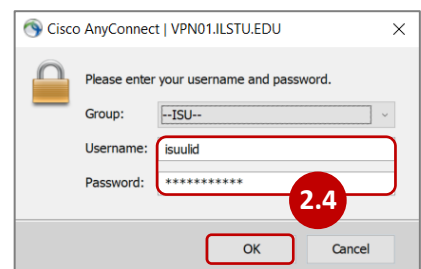 Cisco AnyConnect | VPN01.ILSTU.EDU
Please enter your username and password.
Group: --ISU--
Username: isuulid
Password: ***********
2.4
OK Cancel